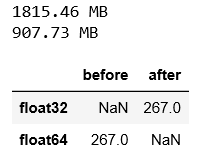 1815.46 MB
907.73 MB
before after
float32 NaN 267.0
float64 267.0 NaN